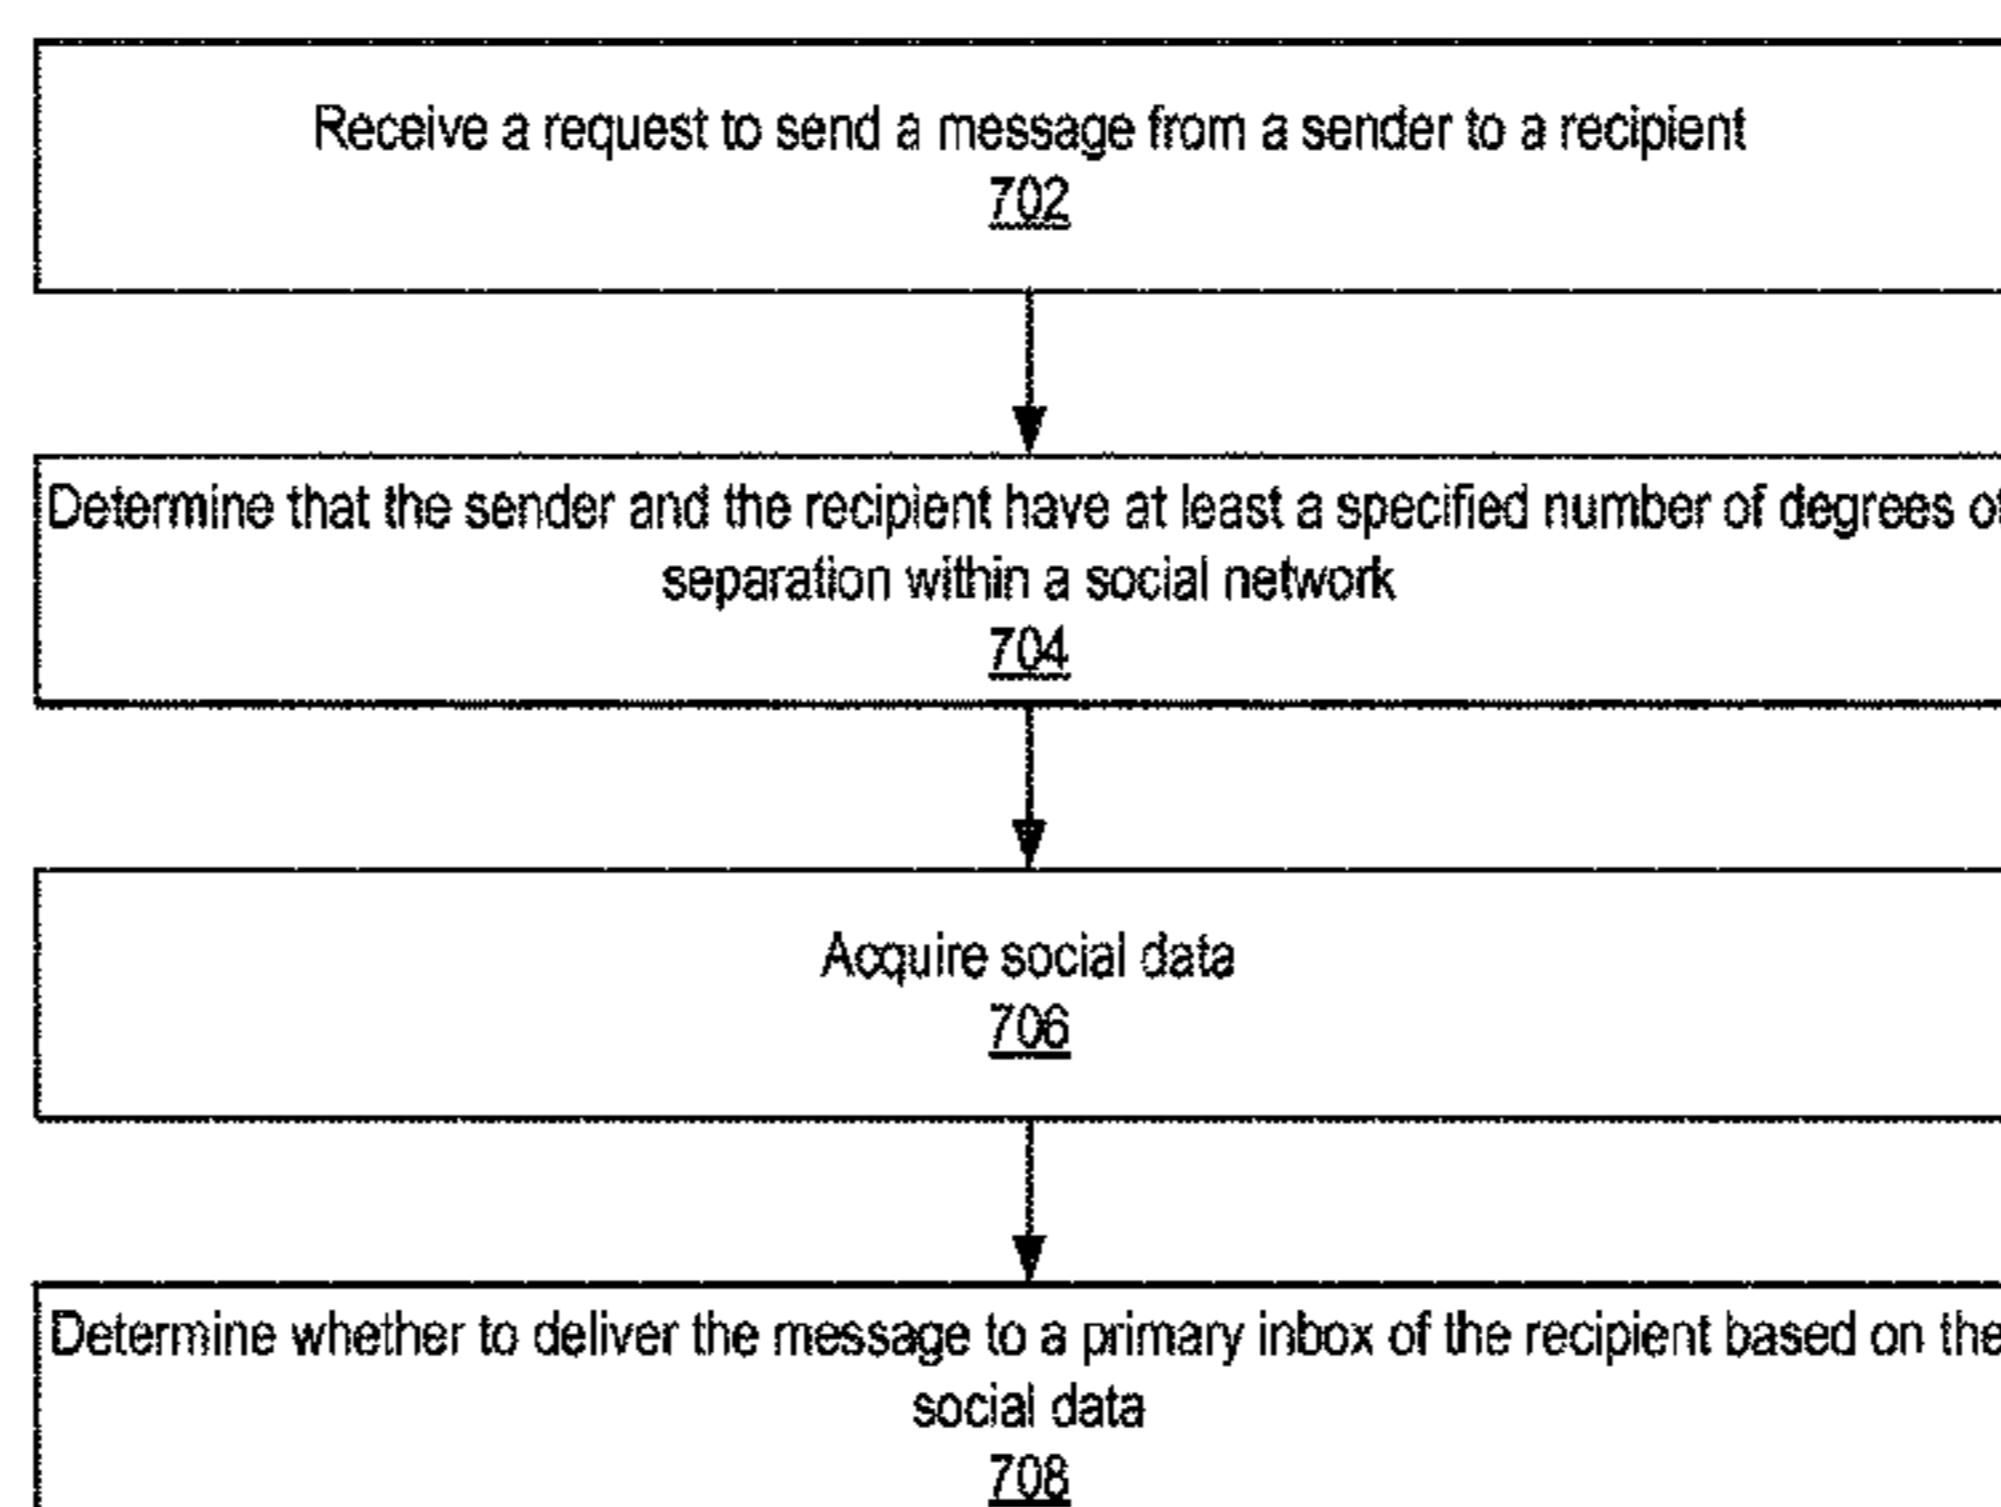 Receive a request to send a message from a sender to a recipient
702
Determine that the sender and the recipient have at least a specified number of degrees of
separation within a social network
704
Acquire social data
706
Determine whether to deliver the message to a primary inbox of the recipient based on the
social data
708